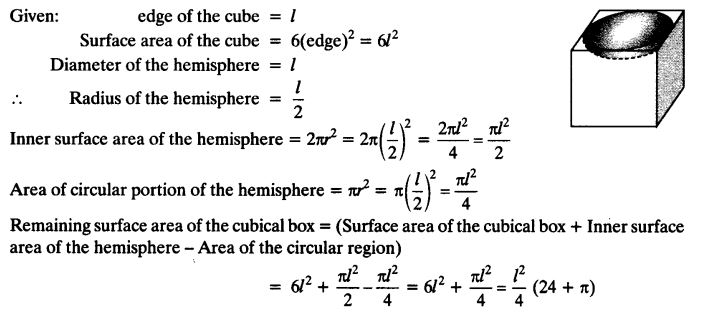 Given: edge of the cube = l
Surface area of the cube = 6(edge)² = 6l²
Diameter of the hemisphere = l
∴ Radius of the hemisphere = l/2
Inner surface area of the hemisphere = 2πr² = 2π(l/2)² = 2πl²/4 = πl²/2
Area of circular portion of the hemisphere = πr² = π(l/2)² = πl²/4
Remaining surface area of the cubical box = (Surface area of the cubical box + Inner surface
area of the hemisphere – Area of the circular region)
= 6l² + πl²/2 – πl²/4 = 6l² + πl²/4 = l²/4 (24 + π)